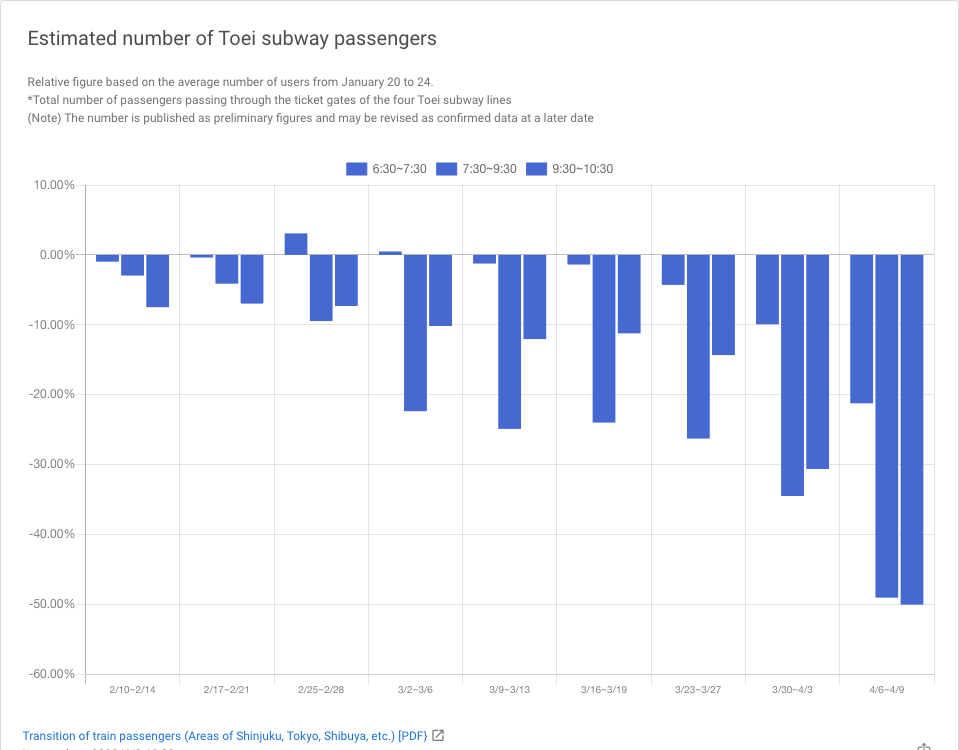 Estimated number of Toei subway passengers
Relative figure based on the average number of users from January 20 to 24.
*Total number of passengers passing through the ticket gates of the four Toei subway lines
(Note) The number is published as preliminary figures and may be revised as confirmed data at a later date
6:30~7:30 7:30~9:30 9:30~10:30
10.00%
0.00%
-10.00%
-20.00%
-30.00%
-40.00%
-50.00%
-60.00%
2/10~2/14 2/17~2/21 2/25~2/28 3/2~3/6 3/9~3/13 3/16~3/19 3/23~3/27 3/30~4/3 4/6~4/9
Transition of train passengers (Areas of Shinjuku, Tokyo, Shibuya, etc.) [PDF]